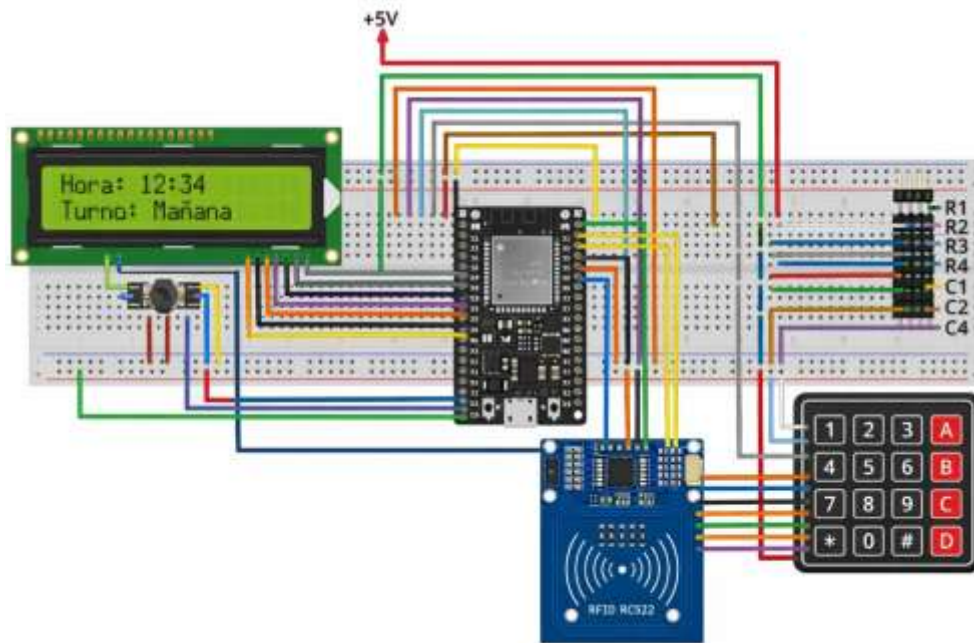 +5V
Hora: 12:34
Turno: Mañana
R1
R2
R3
R4
C1
C2
C4
1 2 3 A
4 5 6 B
7 8 9 C
* 0 # D
RFID RC522